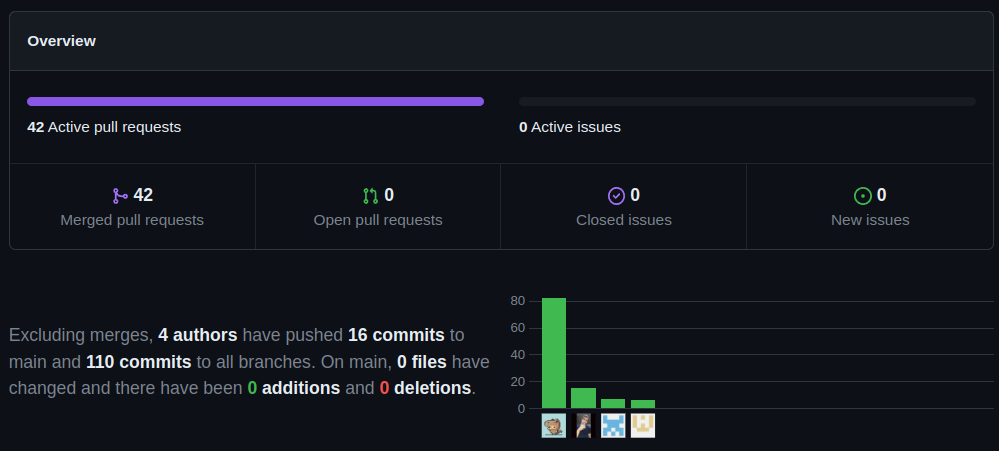 Overview
42 Active pull requests
0 Active issues
42
Merged pull requests
0
Open pull requests
0
Closed issues
0
New issues
Excluding merges, 4 authors have pushed 16 commits to
main and 110 commits to all branches. On main, 0 files have
changed and there have been 0 additions and 0 deletions.
80
60
40
20
0